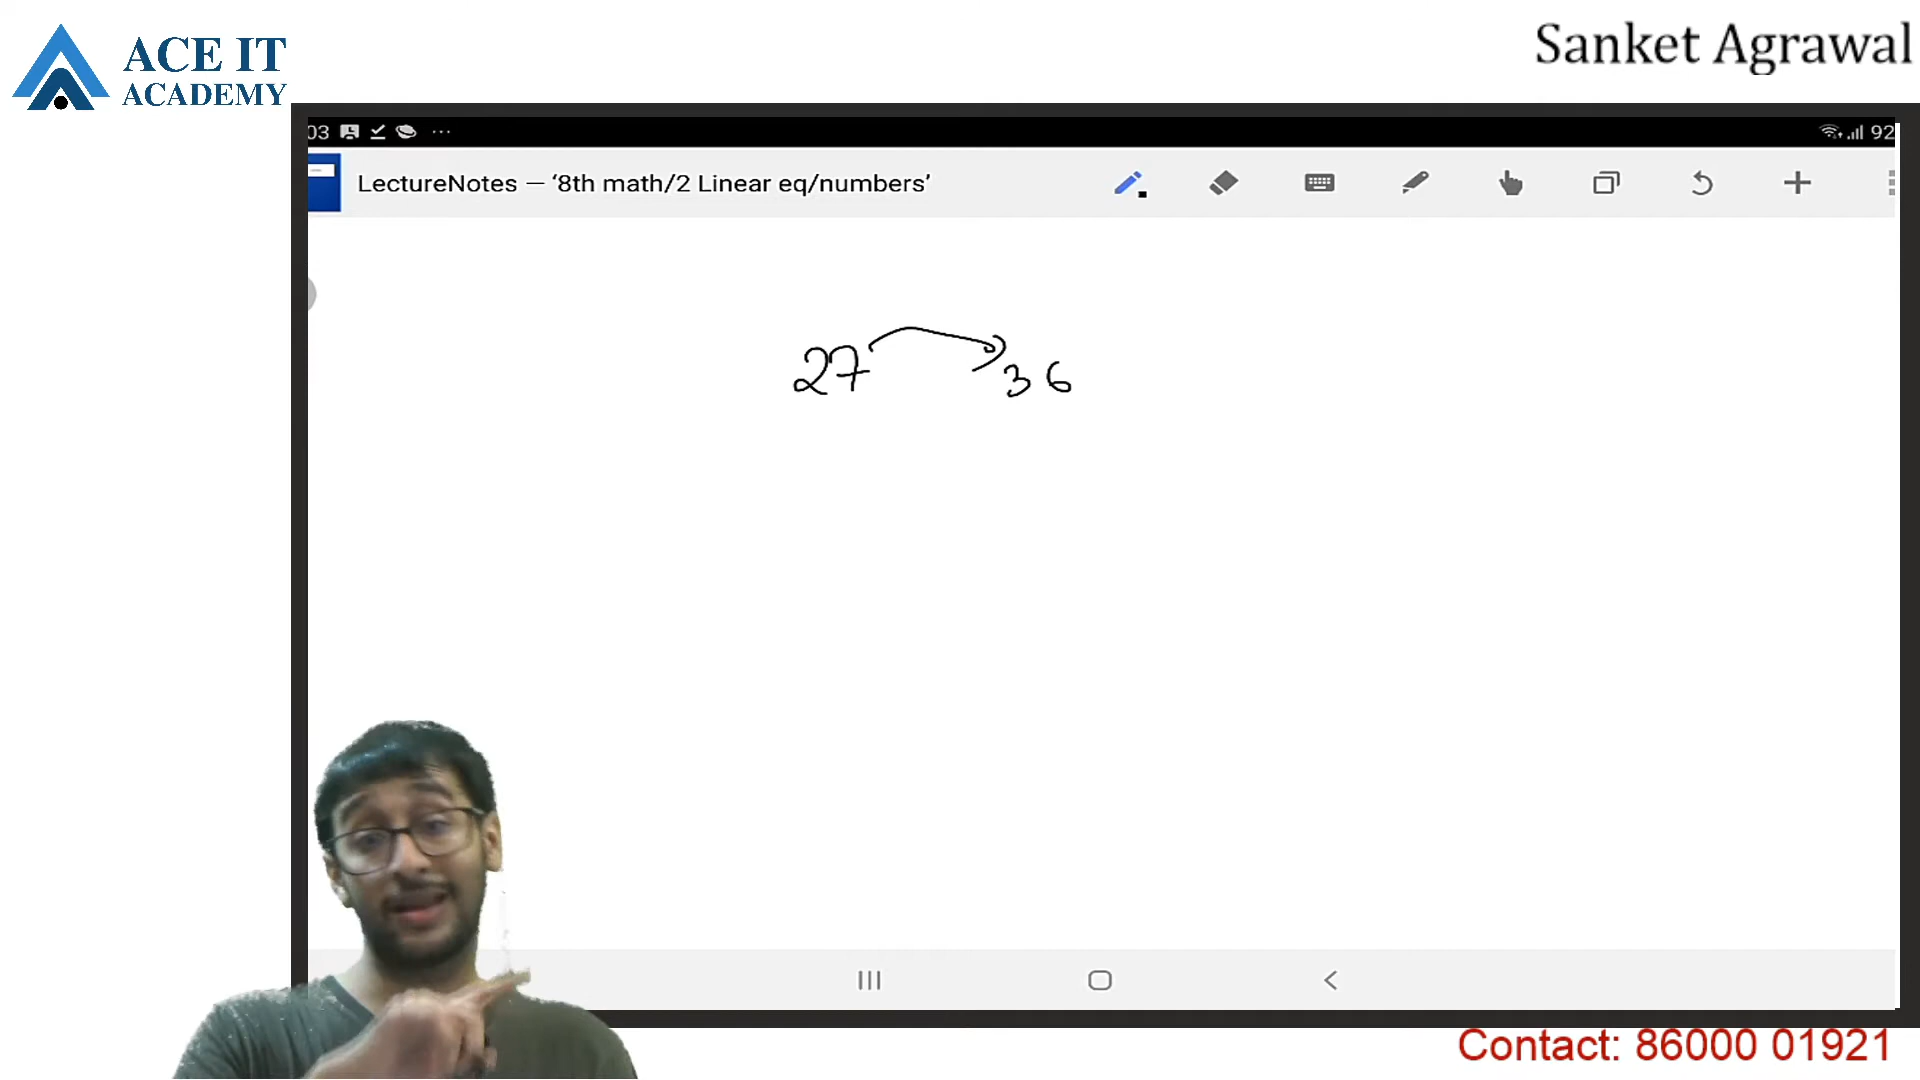 ACE IT
ACADEMY
Sanket Agrawal
03 ... 92
LectureNotes — ‘8th math/2 Linear eq/numbers’
27 36
Contact: 86000 01921